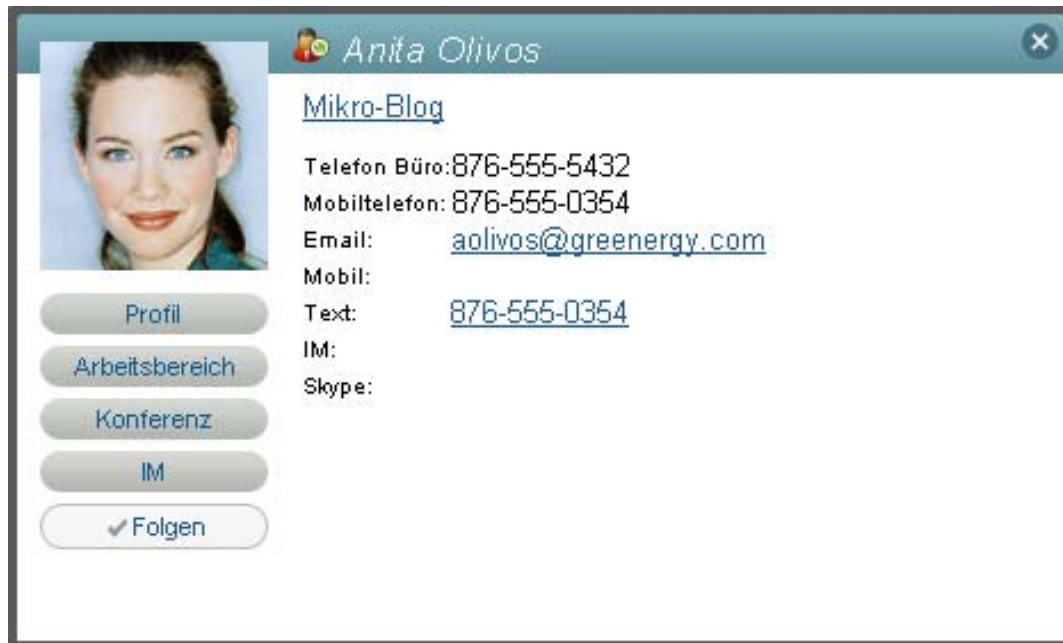 Anita Olivos
Mikro-Blog
Telefon Büro:876-555-5432
Mobiltelefon: 876-555-0354
Email: aolivos@greenergy.com
Mobil:
Text: 876-555-0354
IM:
Skype:
Profil
Arbeitsbereich
Konferenz
IM
Folgen